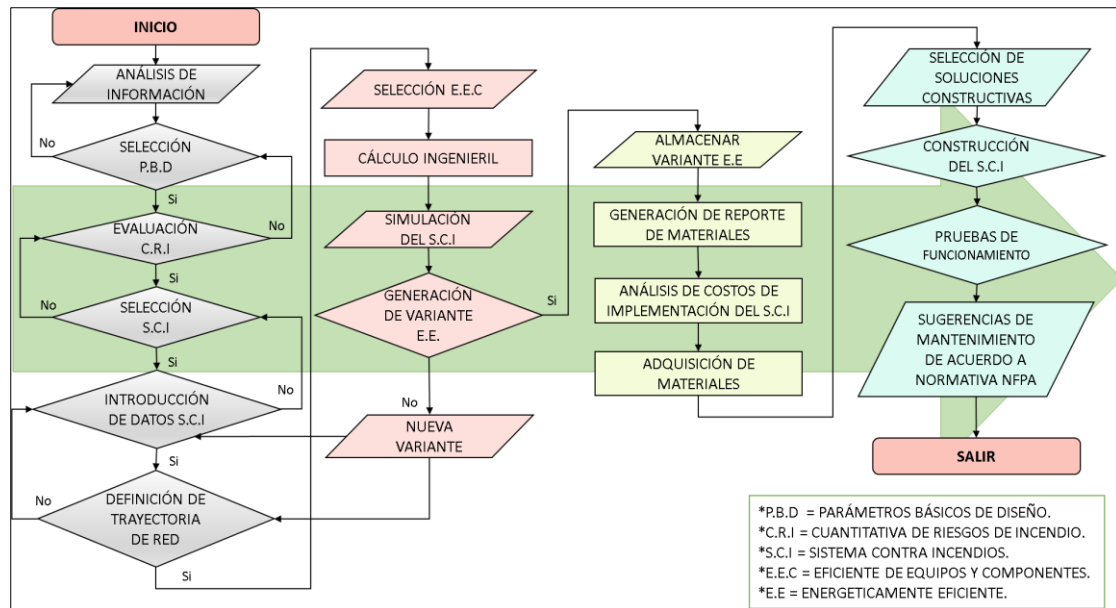 INICIO
ANÁLISIS DE
INFORMACIÓN
No
SELECCIÓN
P.B.D
Si
EVALUACIÓN
C.R.I
No
Si
SELECCIÓN
S.C.I
No
Si
INTRODUCCIÓN
DE DATOS S.C.I
No
Si
DEFINICIÓN DE
TRAYECTORIA
DE RED
No
Si
SELECCIÓN E.E.C
CÁLCULO INGENIERIL
SIMULACIÓN
DEL S.C.I
GENERACIÓN
DE VARIANTE
E.E.
Si
No
NUEVA
VARIANTE
ALMACENAR
VARIANTE E.E
GENERACIÓN DE REPORTE
DE MATERIALES
ANÁLISIS DE COSTOS DE
IMPLEMENTACIÓN DEL S.C.I
ADQUISICIÓN DE
MATERIALES
SELECCIÓN DE
SOLUCIONES
CONSTRUCTIVAS
CONSTRUCCIÓN
DEL S.C.I
PRUEBAS DE
FUNCIONAMIENTO
SUGERENCIAS DE
MANTENIMIENTO
DE ACUERDO A
NORMATIVA NFPA
SALIR
*P.B.D = PARÁMETROS BÁSICOS DE DISEÑO.
*C.R.I = CUANTITATIVA DE RIESGOS DE INCENDIO.
*S.C.I = SISTEMA CONTRA INCENDIOS.
*E.E.C = EFICIENTE DE EQUIPOS Y COMPONENTES.
*E.E = ENERGETICAMENTE EFICIENTE.